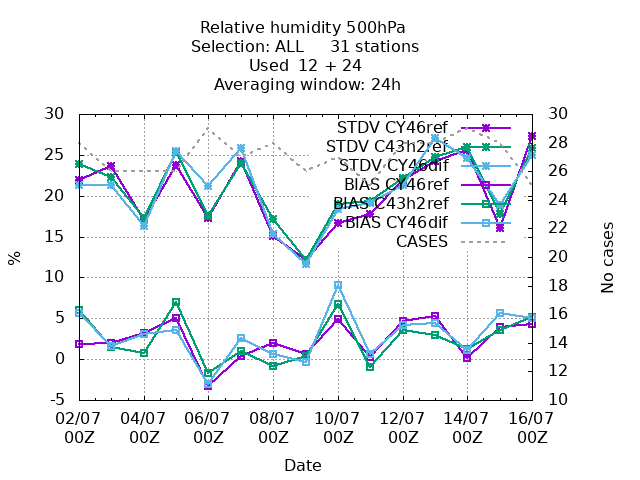 Relative humidity 500hPa
Selection: ALL     31 stations
Used  12 + 24
Averaging window: 24h
30
25
20
15
10
5
0
-5
%
30
28
26
24
22
20
18
16
14
12
10
No cases
STDV CY46ref
STDV C43h2ref
STDV CY46dif
BIAS CY46ref
BIAS C43h2ref
BIAS CY46dif
CASES
02/07 04/07 06/07 08/07 10/07 12/07 14/07 16/07
00Z 00Z 00Z 00Z 00Z 00Z 00Z 00Z
Date